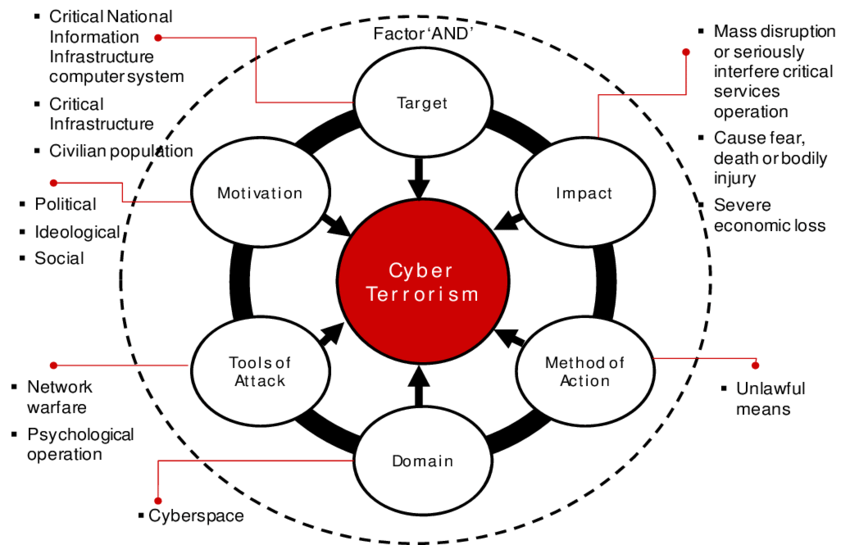 Factor 'AND'
▪ Critical National
Information
Infrastructure
computer system
▪ Critical
Infrastructure
▪ Civilian population
Target
▪ Mass disruption
or seriously
interfere critical
services
operation
▪ Cause fear,
death or bodily
injury
▪ Severe
economic loss
Motivation
Impact
▪ Political
▪ Ideological
▪ Social
Cyber
Terrorism
Tools of
Attack
Method of
Action
▪ Network
warfare
▪ Psychological
operation
▪ Unlawful
means
Domain
▪ Cyberspace